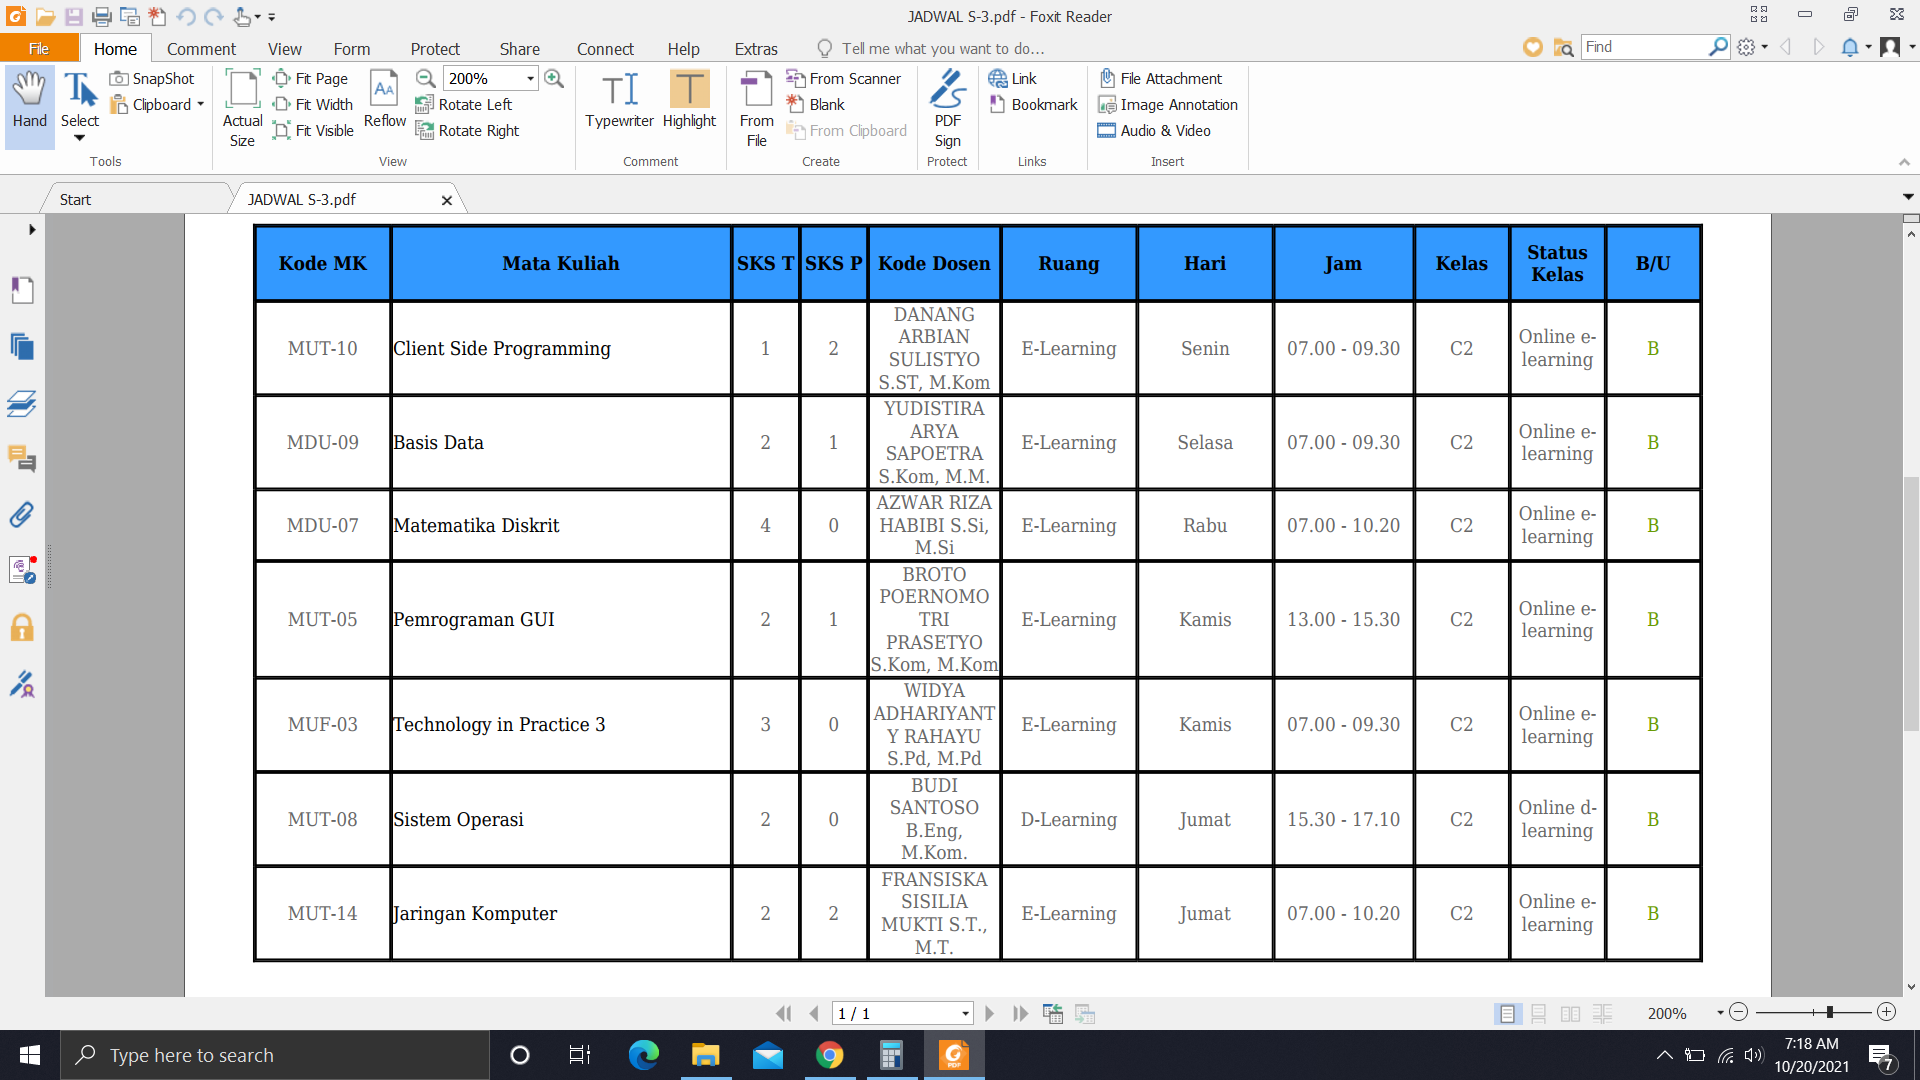 JADWAL S-3.pdf - Foxit Reader
File Home Comment View Form Protect Share Connect Help Extras Tell me what you want to do... Find
Hand
Select
SnapShot
Clipboard
Tools
Actual Size
Fit Page
Fit Width
Fit Visible
Reflow
200%
Rotate Left
Rotate Right
View
Typewriter
Highlight
Comment
From File
From Scanner
Blank
From Clipboard
Create
PDF Sign
Protect
Link
Bookmark
Links
File Attachment
Image Annotation
Audio & Video
Insert
Start JADWAL S-3.pdf
Kode MK Mata Kuliah SKS T SKS P Kode Dosen Ruang Hari Jam Kelas Status Kelas B/U
MUT-10 Client Side Programming 1 2 DANANG ARBIAN SULISTYO S.ST, M.Kom E-Learning Senin 07.00 - 09.30 C2 Online e-learning B
MDU-09 Basis Data 2 1 YUDISTIRA ARYA SAPOETRA S.Kom, M.M. E-Learning Selasa 07.00 - 09.30 C2 Online e-learning B
MDU-07 Matematika Diskrit 4 0 AZWAR RIZA HABIBI S.Si, M.Si E-Learning Rabu 07.00 - 10.20 C2 Online e-learning B
MUT-05 Pemrograman GUI 2 1 BROTO POERNOMO TRI PRASETYO S.Kom, M.Kom E-Learning Kamis 13.00 - 15.30 C2 Online e-learning B
MUF-03 Technology in Practice 3 3 0 WIDYA ADHARIYANTY RAHAYU S.Pd, M.Pd E-Learning Kamis 07.00 - 09.30 C2 Online e-learning B
MUT-08 Sistem Operasi 2 0 BUDI SANTOSO B.Eng, M.Kom. D-Learning Jumat 15.30 - 17.10 C2 Online d-learning B
MUT-14 Jaringan Komputer 2 2 FRANSISKA SISILIA MUKTI S.T., M.T. E-Learning Jumat 07.00 - 10.20 C2 Online e-learning B
1 / 1
200%
Type here to search
7:18 AM
10/20/2021
7